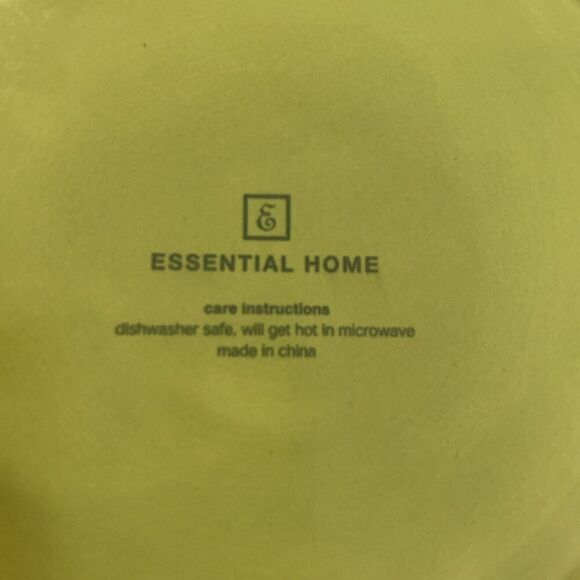 E
ESSENTIAL HOME
care instructions
dishwasher safe. will get hot in microwave
made in china